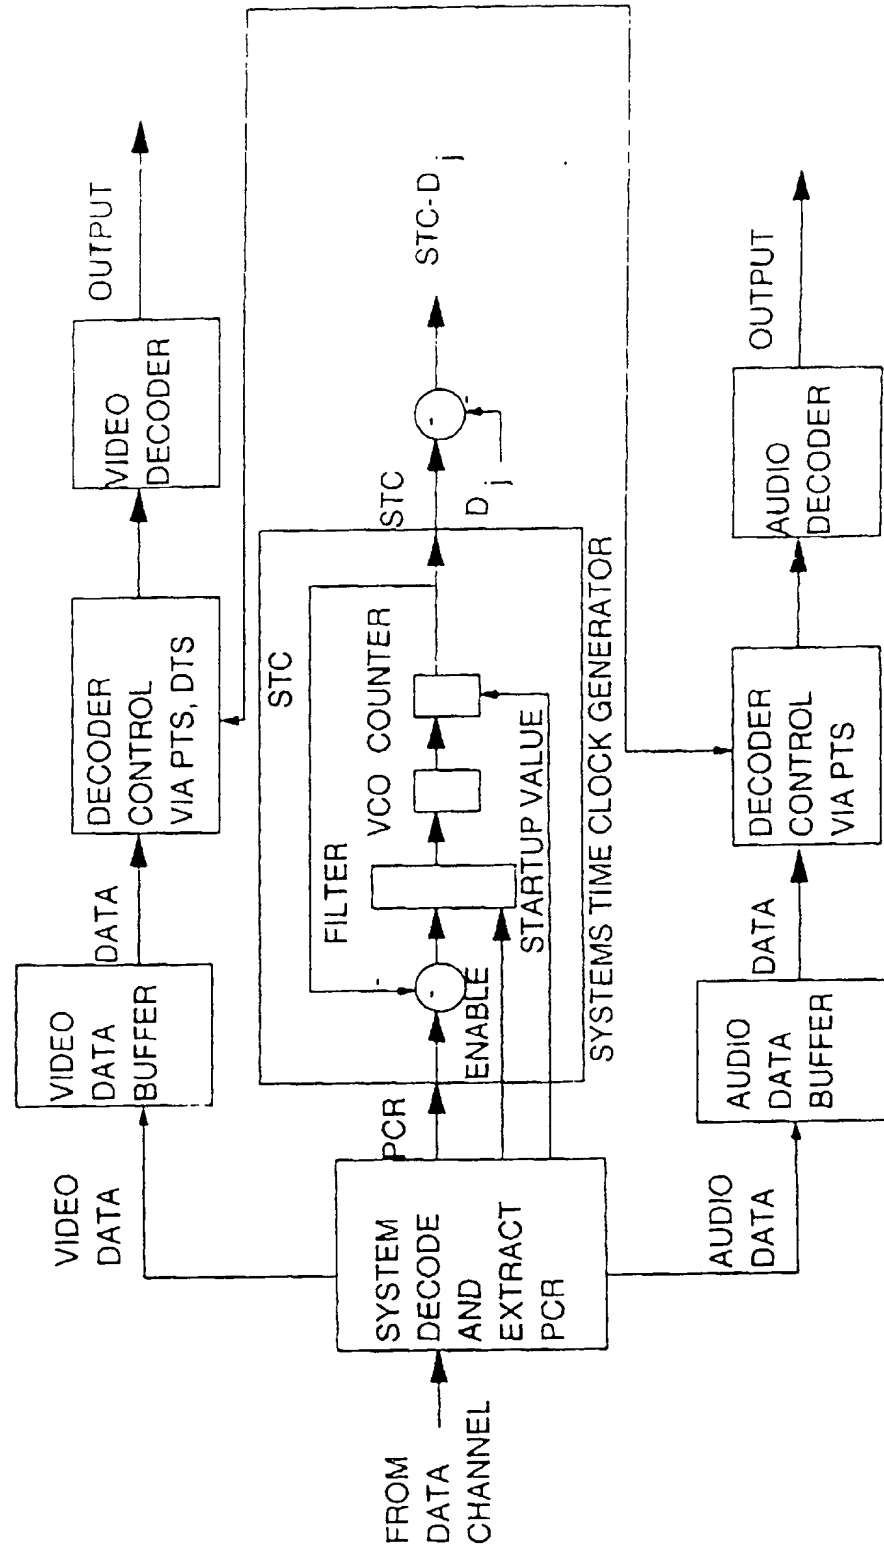 FROM
DATA
CHANNEL
SYSTEM
DECODE
AND
EXTRACT
PCR
VIDEO
DATA
VIDEO
DATA
BUFFER
DATA
DECODER
CONTROL
VIA PTS, DTS
VIDEO
DECODER
OUTPUT
PCR
ENABLE
FILTER
VCO COUNTER
STC
STARTUP VALUE
SYSTEMS TIME CLOCK GENERATOR
STC
D j
STC-D j
AUDIO
DATA
AUDIO
DATA
BUFFER
DATA
DECODER
CONTROL
VIA PTS
AUDIO
DECODER
OUTPUT